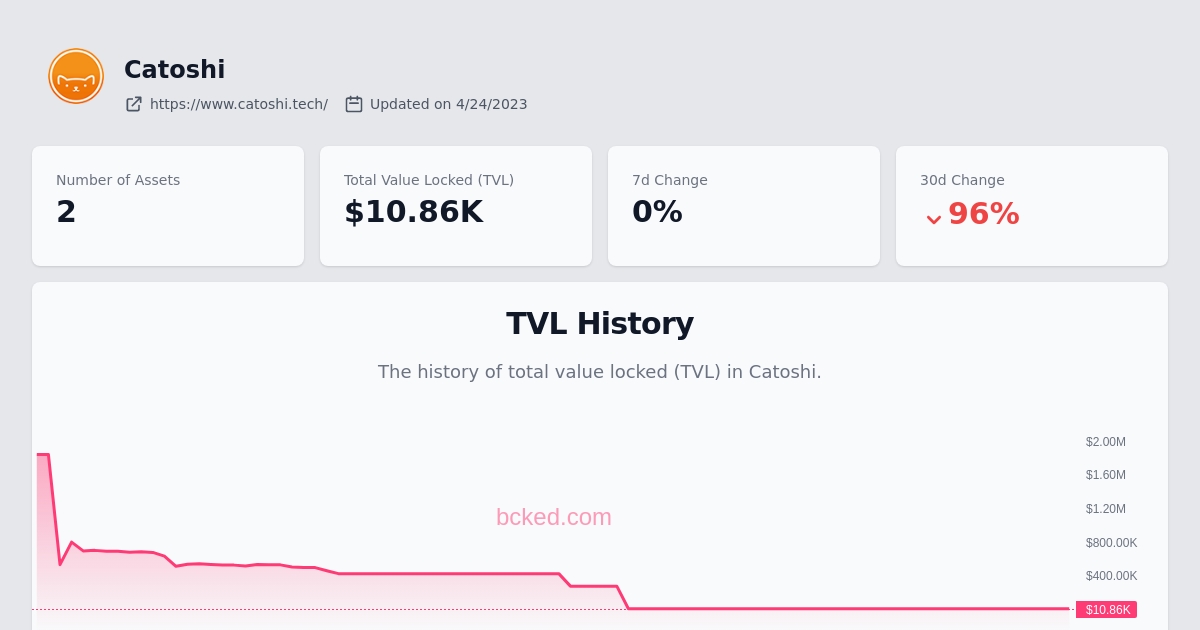 Catoshi
https://www.catoshi.tech/ Updated on 4/24/2023
Number of Assets
2
Total Value Locked (TVL)
$10.86K
7d Change
0%
30d Change
96%
TVL History
The history of total value locked (TVL) in Catoshi.
$2.00M
$1.60M
bcked.com
$1.20M
$800.00K
$400.00K
$10.86K